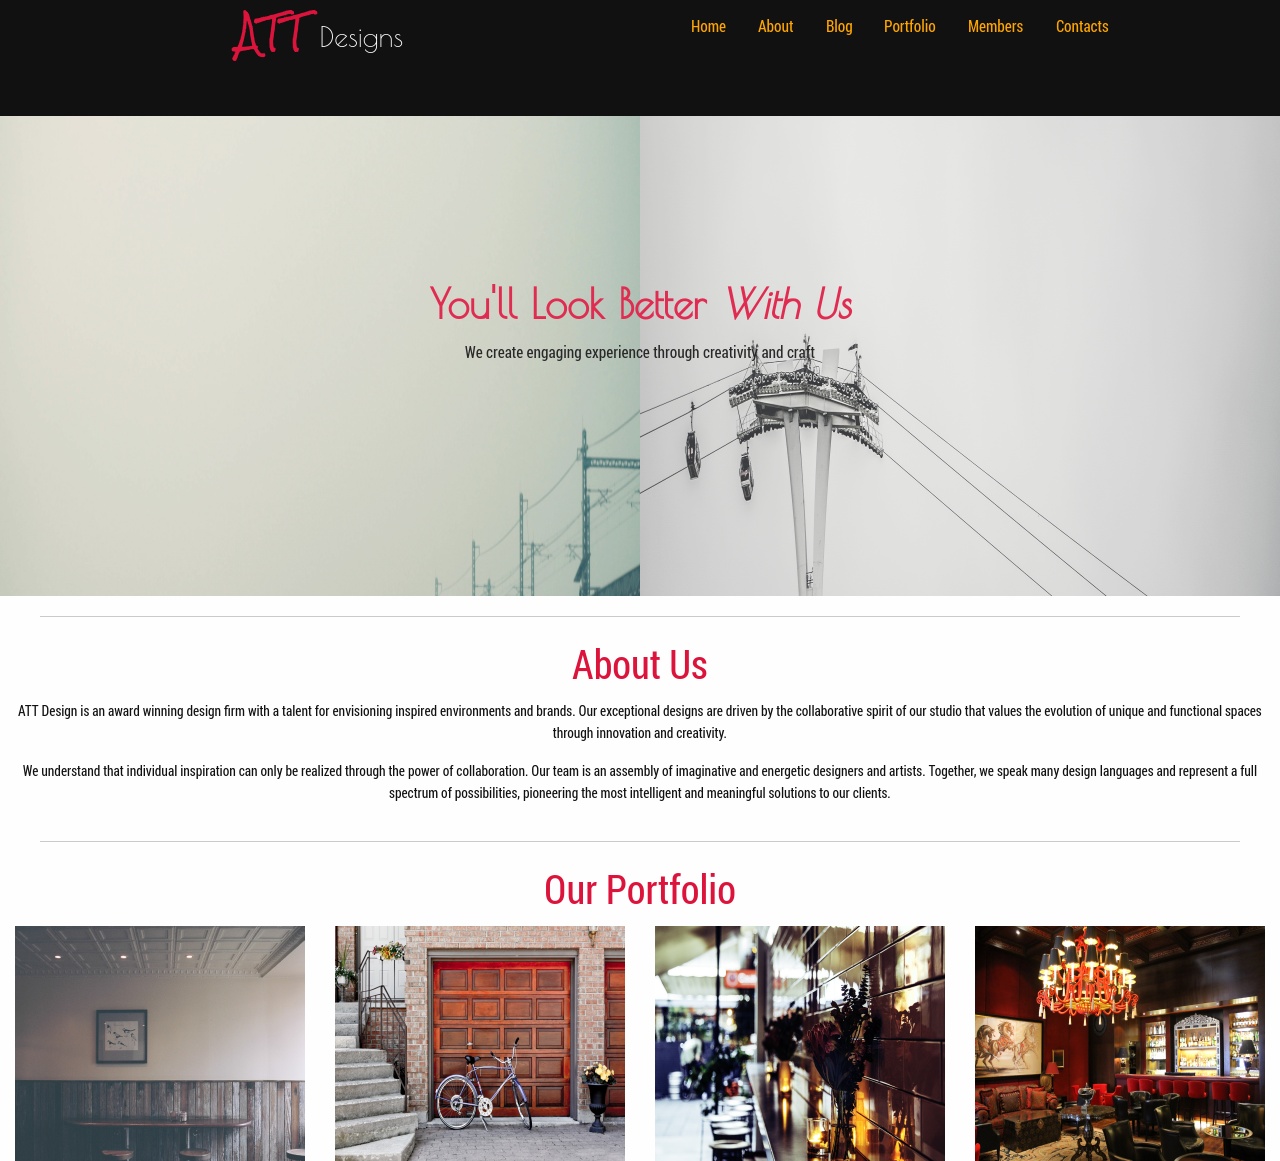 ATT Designs
Home About Blog Portfolio Members Contacts
You'll Look Better With Us
We create engaging experience through creativity and craft
About Us
ATT Design is an award winning design firm with a talent for envisioning inspired environments and brands. Our exceptional designs are driven by the collaborative spirit of our studio that values the evolution of unique and functional spaces
through innovation and creativity.
We understand that individual inspiration can only be realized through the power of collaboration. Our team is an assembly of imaginative and energetic designers and artists. Together, we speak many design languages and represent a full
spectrum of possibilities, pioneering the most intelligent and meaningful solutions to our clients.
Our Portfolio